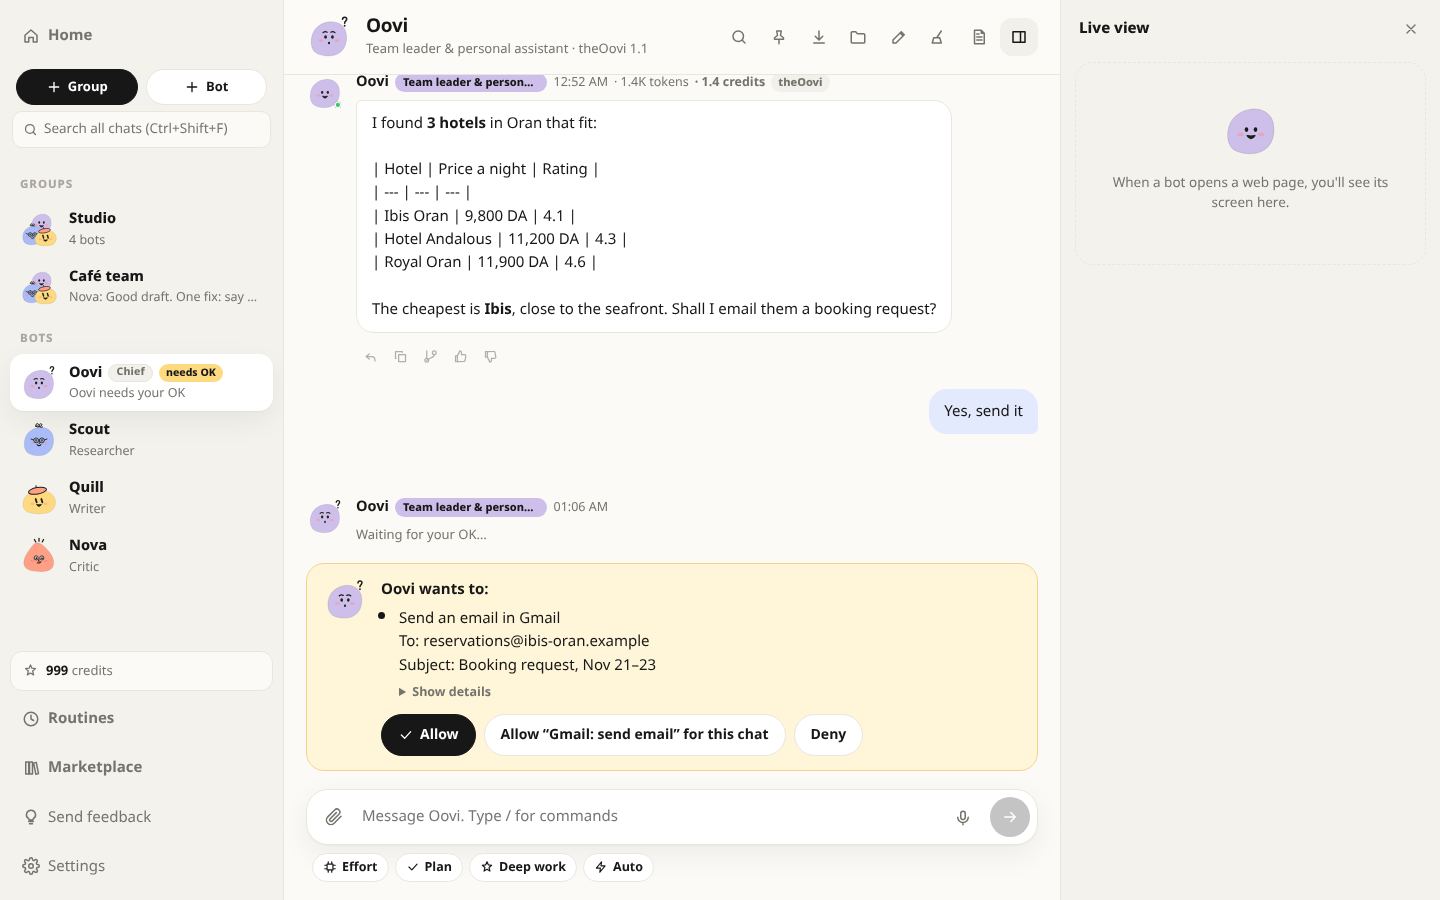 Home
+ Group
+ Bot
Search all chats (Ctrl+Shift+F)
GROUPS
Studio
4 bots
Café team
Nova: Good draft. One fix: say ...
BOTS
Oovi Chief needs OK
Oovi needs your OK
Scout
Researcher
Quill
Writer
Nova
Critic
999 credits
Routines
Marketplace
Send feedback
Settings
Oovi
Team leader & personal assistant · theOovi 1.1
Oovi Team leader & person... 12:52 AM · 1.4K tokens · 1.4 credits theOovi
I found 3 hotels in Oran that fit:
| Hotel | Price a night | Rating |
| --- | --- | --- |
| Ibis Oran | 9,800 DA | 4.1 |
| Hotel Andalous | 11,200 DA | 4.3 |
| Royal Oran | 11,900 DA | 4.6 |
The cheapest is Ibis, close to the seafront. Shall I email them a booking request?
Yes, send it
Oovi Team leader & person... 01:06 AM
Waiting for your OK...
Oovi wants to:
Send an email in Gmail
To: reservations@ibis-oran.example
Subject: Booking request, Nov 21–23
Show details
Allow
Allow “Gmail: send email” for this chat
Deny
Message Oovi. Type / for commands
Effort
Plan
Deep work
Auto
Live view
When a bot opens a web page, you'll see its
screen here.